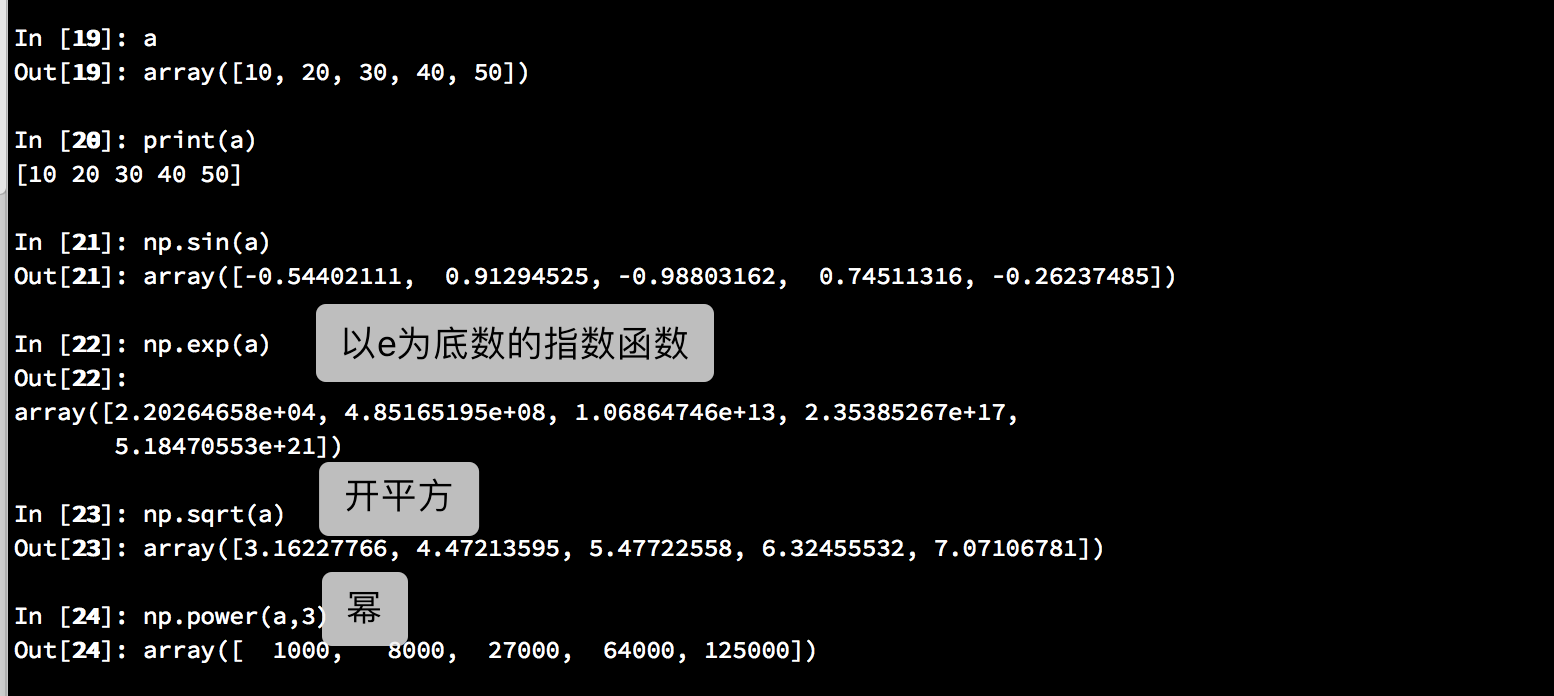 In [19]: a
Out[19]: array([10, 20, 30, 40, 50])
In [20]: print(a)
[10 20 30 40 50]
In [21]: np.sin(a)
Out[21]: array([-0.54402111,  0.91294525, -0.98803162,  0.74511316, -0.26237485])
In [22]: np.exp(a) 以e为底数的指数函数
Out[22]:
array([2.20264658e+04, 4.85165195e+08, 1.06864746e+13, 2.35385267e+17,
       5.18470553e+21])
In [23]: np.sqrt(a) 开平方
Out[23]: array([3.16227766, 4.47213595, 5.47722558, 6.32455532, 7.07106781])
In [24]: np.power(a,3) 幂
Out[24]: array([  1000,   8000,  27000,  64000, 125000])